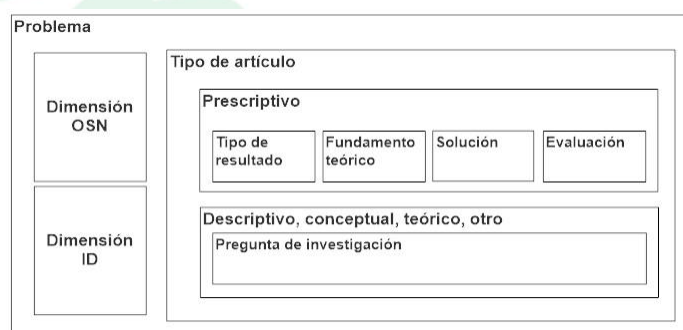 Problema
Dimensión
OSN
Dimensión
ID
Tipo de artículo
Prescriptivo
Tipo de
resultado
Fundamento
teórico
Solución
Evaluación
Descriptivo, conceptual, teórico, otro
Pregunta de investigación